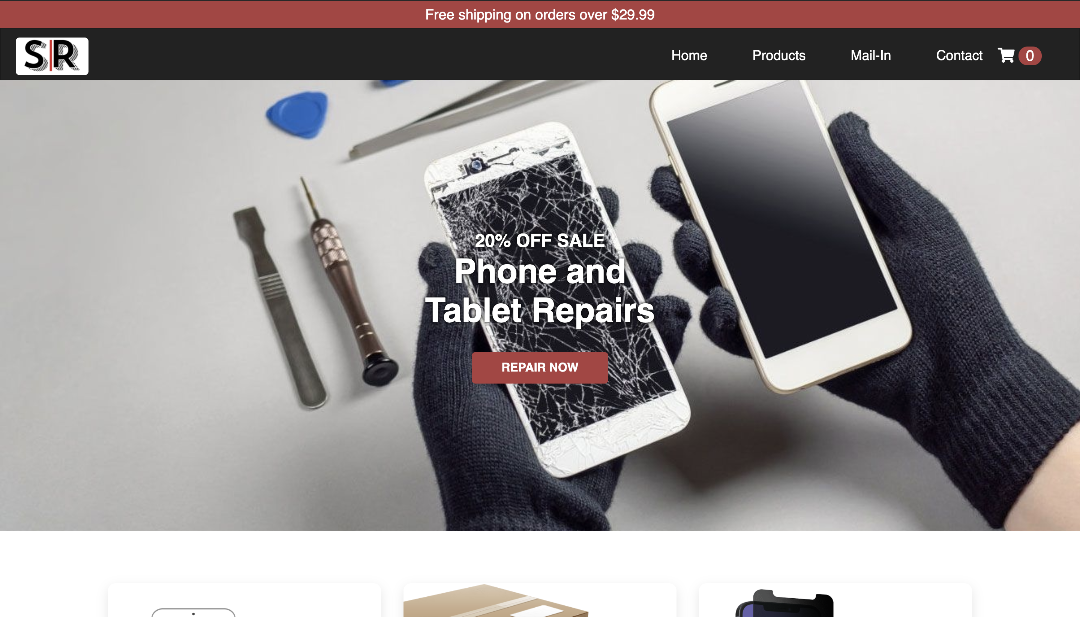 Free shipping on orders over $29.99
S|R
Home Products Mail-In Contact 0
20% OFF SALE
Phone and
Tablet Repairs
REPAIR NOW